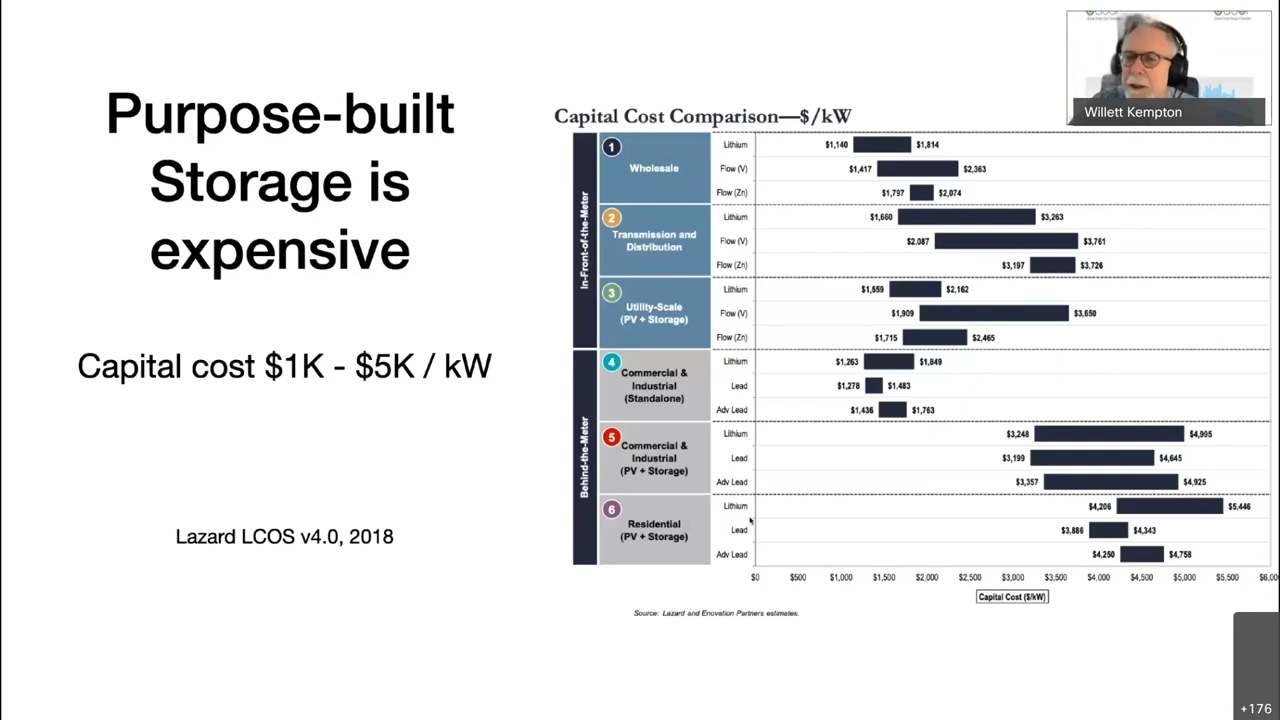 Purpose-built
Storage is
expensive
Capital cost $1K - $5K / kW
Lazard LCOS v4.0, 2018
Willett Kempton
Capital Cost Comparison—$/kW
In-Front-of-the-Meter
1
Wholesale
Lithium $1,140 $1,814
Flow (V) $1,417 $2,363
Flow (Zn) $1,797 $2,074
2
Transmission and
Distribution
Lithium $1,660 $3,263
Flow (V) $2,087 $3,761
Flow (Zn) $3,197 $3,726
3
Utility-Scale
(PV + Storage)
Lithium $1,559 $2,162
Flow (V) $1,909 $3,650
Flow (Zn) $1,715 $2,465
Behind-the-Meter
4
Commercial &
Industrial
(Standalone)
Lithium $1,263 $1,849
Lead $1,278 $1,483
Adv Lead $1,436 $1,763
5
Commercial &
Industrial
(PV + Storage)
Lithium $3,248 $4,995
Lead $3,199 $4,645
Adv Lead $3,357 $4,925
6
Residential
(PV + Storage)
Lithium $4,206 $5,446
Lead $3,886 $4,343
Adv Lead $4,250 $4,758
$0 $500 $1,000 $1,500 $2,000 $2,500 $3,000 $3,500 $4,000 $4,500 $5,000 $5,500 $6,00
Capital Cost ($/kW)
Source: Lazard and Enovation Partners estimates.
+176